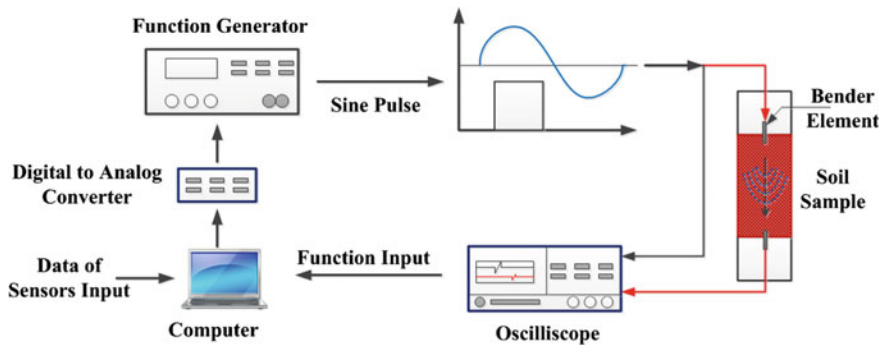 Function Generator
Sine Pulse
Bender
Element
Digital to Analog
Converter
Soil
Sample
Function Input
Data of
Sensors Input
Computer
Oscilliscope